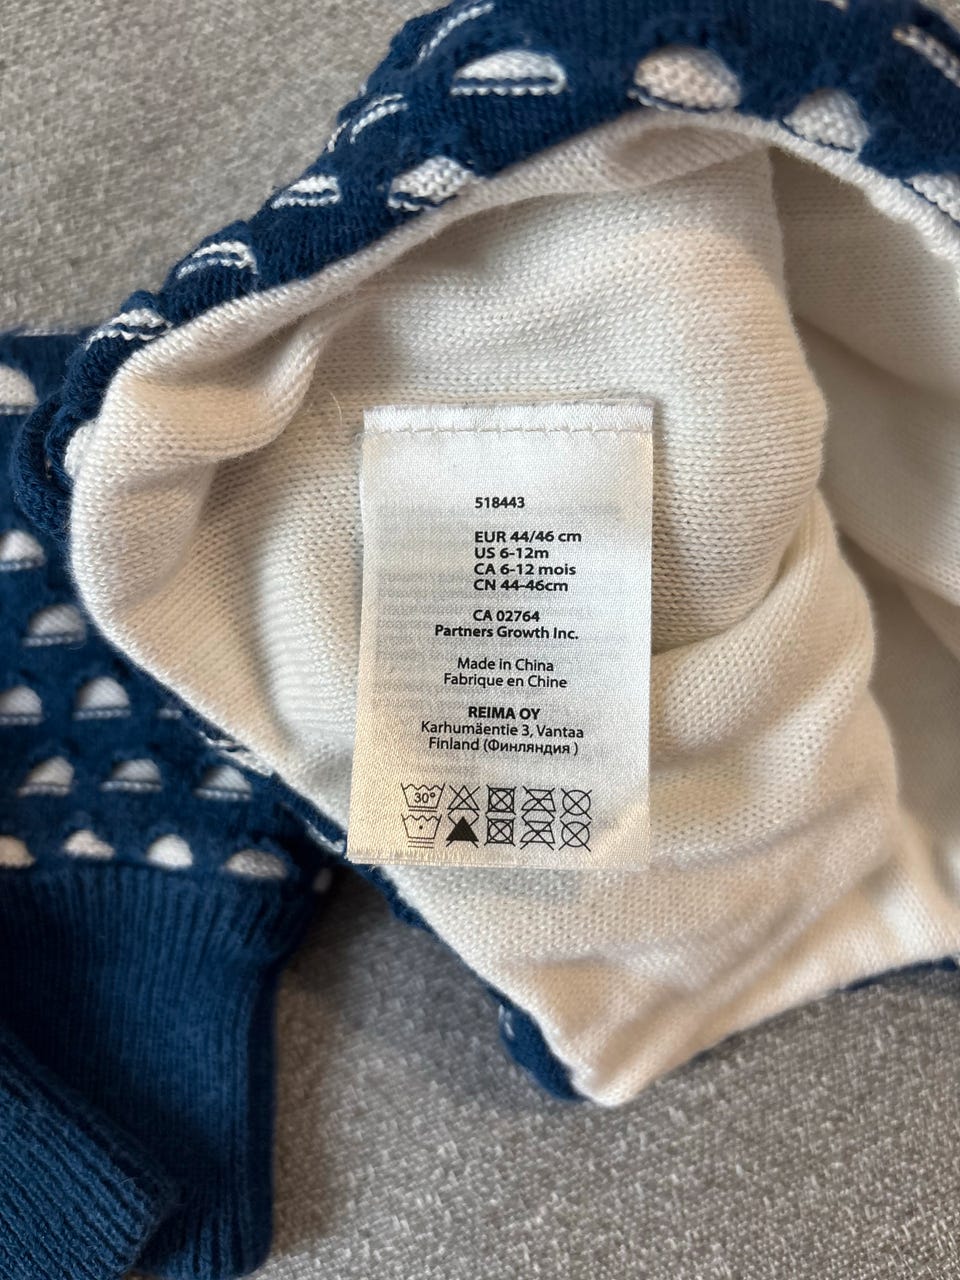 518443
EUR 44/46 cm
US 6-12m
CA 6-12 mois
CN 44-46cm
CA 02764
Partners Growth Inc.
Made in China
Fabrique en Chine
REIMA OY
Karhumäentie 3, Vantaa
Finland (Финляндия )
30°